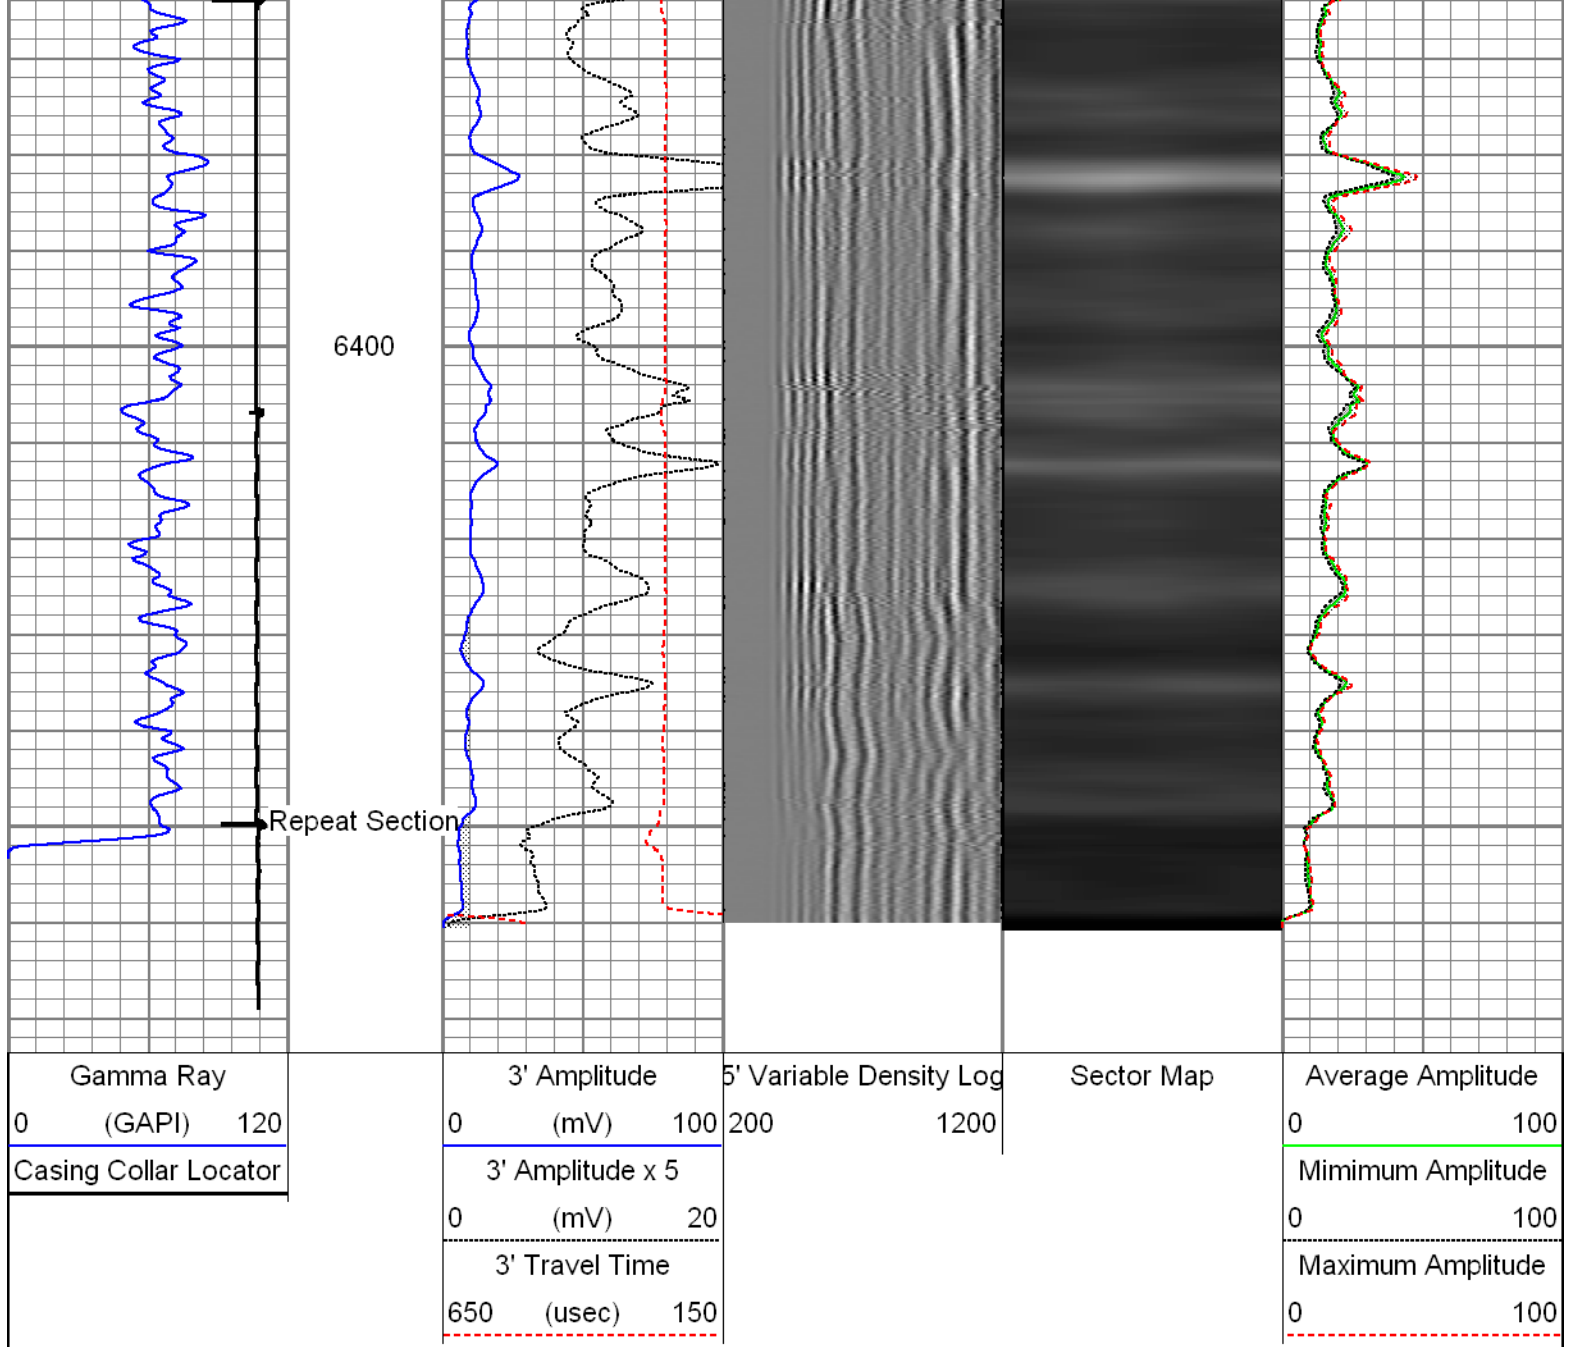 6400
Repeat Section
Gamma Ray
0 (GAPI) 120
Casing Collar Locator
3' Amplitude
0 (mV) 100
3' Amplitude x 5
0 (mV) 20
3' Travel Time
650 (usec) 150
5' Variable Density Log
200 1200
Sector Map
Average Amplitude
0 100
Mimimum Amplitude
0 100
Maximum Amplitude
0 100